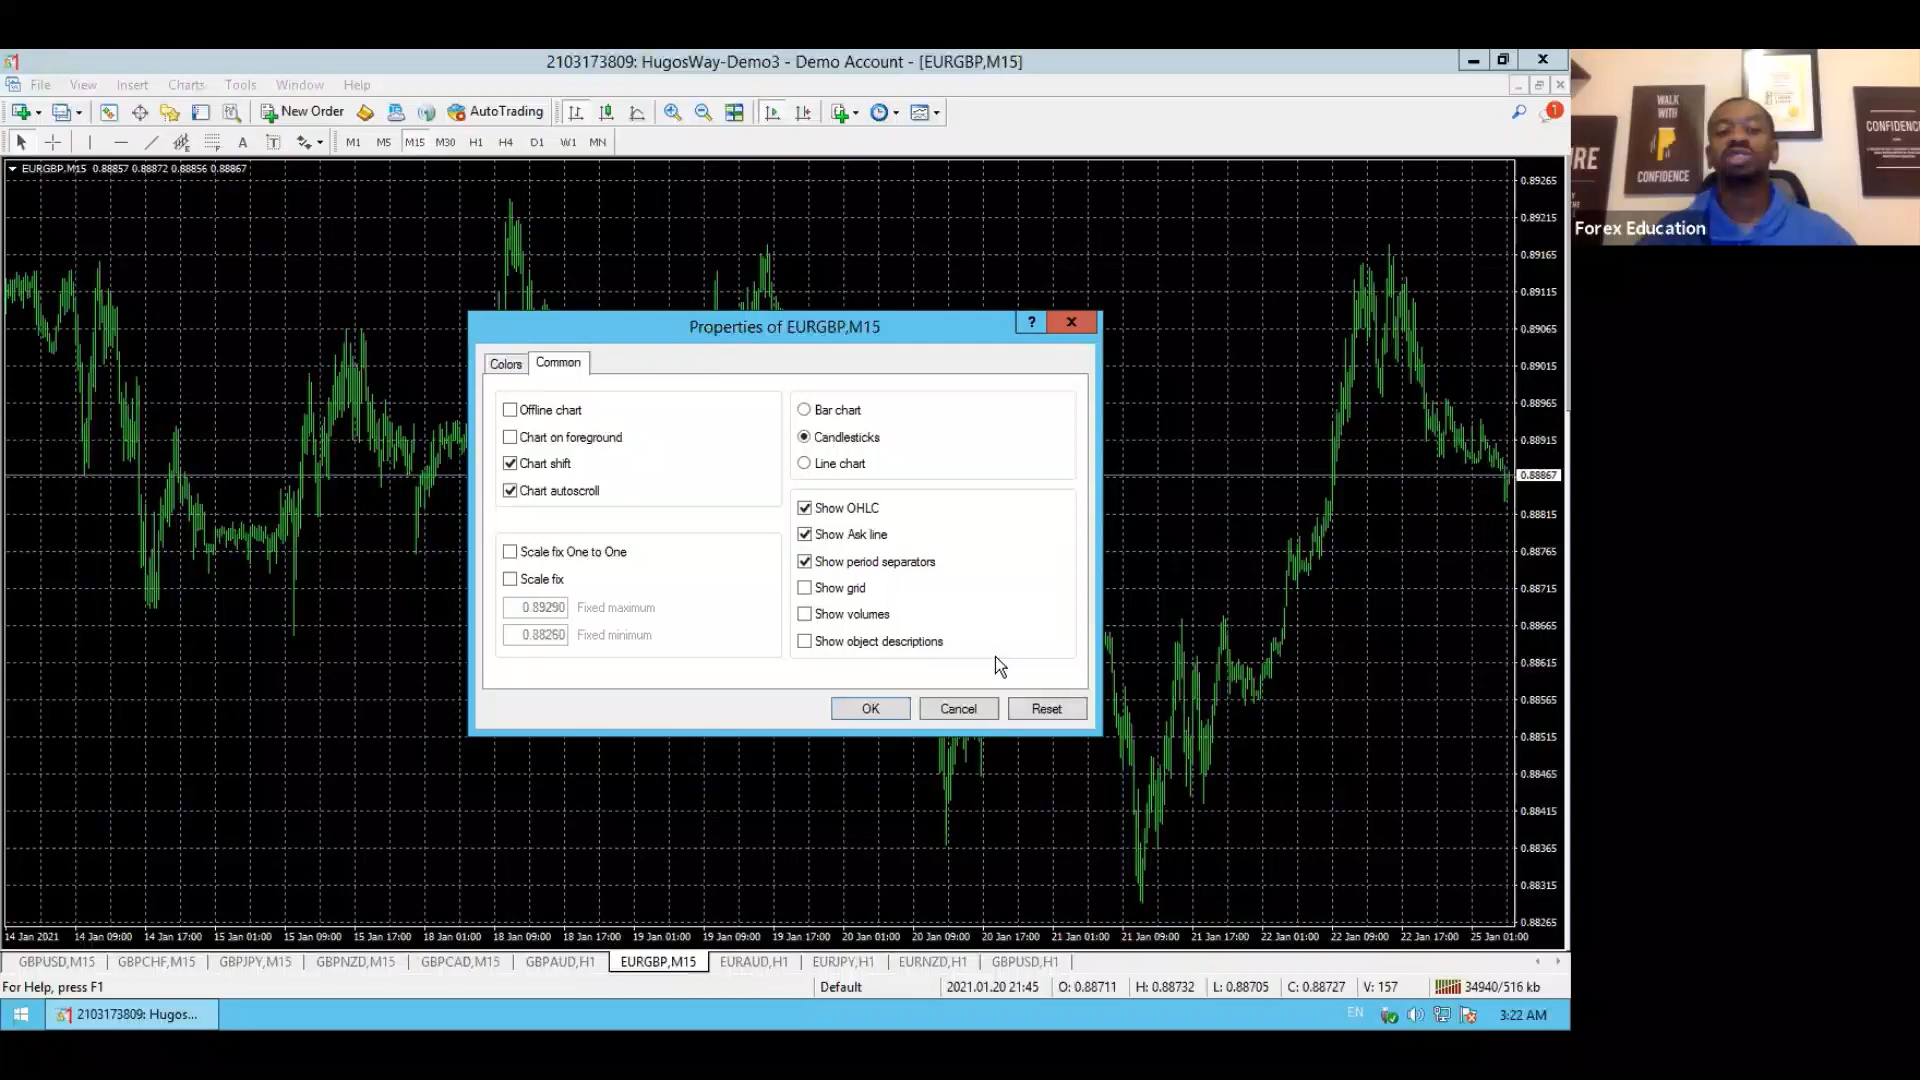 2103173809: HugosWay-Demo3 - Demo Account - [EURGBP,M15]
File View Insert Charts Tools Window Help
New Order AutoTrading 1
A T M1 M5 M15 M30 H1 H4 D1 W1 MN
EURGBP,M15 0.88857 0.88872 0.88856 0.88867
0.89265
0.89215
0.89165
0.89115
0.89065
0.89015
0.88965
0.88915
0.88867
0.88815
0.88765
0.88715
0.88665
0.88615
0.88565
0.88515
0.88465
0.88415
0.88365
0.88315
0.88265
Properties of EURGBP,M15
?
Colors Common
Offline chart
Chart on foreground
Chart shift
Chart autoscroll
Scale fix One to One
Scale fix
0.89290 Fixed maximum
0.88260 Fixed minimum
Bar chart
Candlesticks
Line chart
Show OHLC
Show Ask line
Show period separators
Show grid
Show volumes
Show object descriptions
OK Cancel Reset
14 Jan 2021 14 Jan 09:00 14 Jan 17:00 15 Jan 01:00 15 Jan 09:00 15 Jan 17:00 18 Jan 01:00 18 Jan 09:00 18 Jan 17:00 19 Jan 01:00 19 Jan 09:00 19 Jan 17:00 20 Jan 01:00 20 Jan 09:00 20 Jan 17:00 21 Jan 01:00 21 Jan 09:00 21 Jan 17:00 22 Jan 01:00 22 Jan 09:00 22 Jan 17:00 25 Jan 01:00
GBPUSD,M15 GBPCHF,M15 GBPJPY,M15 GBPNZD,M15 GBPCAD,M15 GBPAUD,H1 EURGBP,M15 EURAUD,H1 EURJPY,H1 EURNZD,H1 GBPUSD,H1
For Help, press F1 Default 2021.01.20 21:45 O: 0.88711 H: 0.88732 L: 0.88705 C: 0.88727 V: 157 34940/516 kb
2103173809: Hugos... EN 3:22 AM
WALK
WITH
CONFIDENCE
CONFIDENC
RE
Forex Education